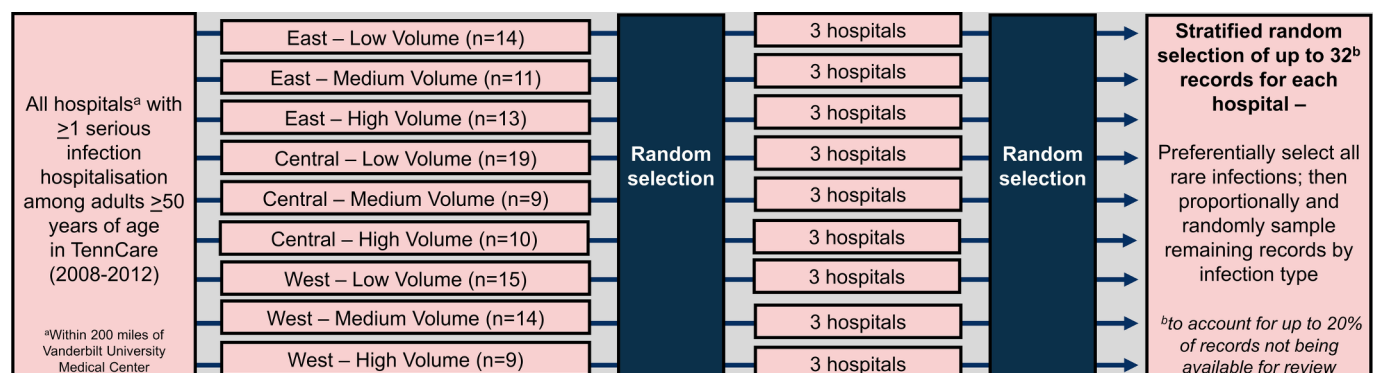 All hospitalsᵃ with
≥1 serious
infection
hospitalisation
among adults ≥50
years of age
in TennCare
(2008-2012)
ᵃWithin 200 miles of
Vanderbilt University
Medical Center
East – Low Volume (n=14)
East – Medium Volume (n=11)
East – High Volume (n=13)
Central – Low Volume (n=19)
Central – Medium Volume (n=9)
Central – High Volume (n=10)
West – Low Volume (n=15)
West – Medium Volume (n=14)
West – High Volume (n=9)
Random
selection
3 hospitals
3 hospitals
3 hospitals
3 hospitals
3 hospitals
3 hospitals
3 hospitals
3 hospitals
3 hospitals
Random
selection
Stratified random
selection of up to 32ᵇ
records for each
hospital –
Preferentially select all
rare infections; then
proportionally and
randomly sample
remaining records by
infection type
ᵇto account for up to 20%
of records not being
available for review